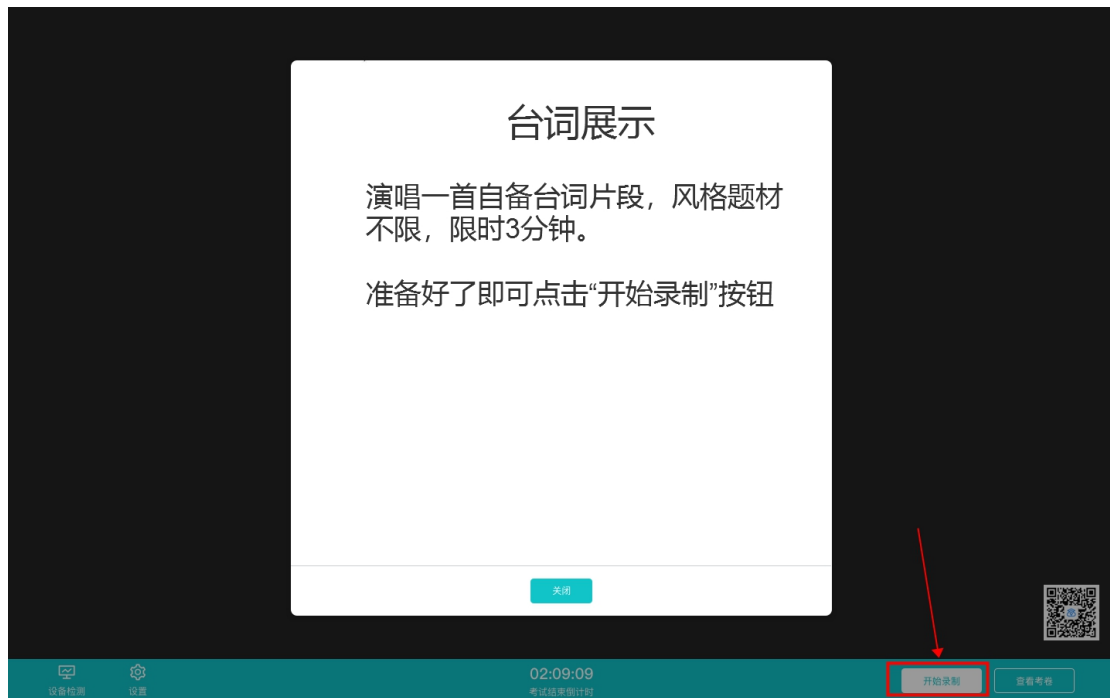 台词展示
演唱一首自备台词片段，风格题材
不限，限时3分钟。
准备好了即可点击“开始录制”按钮
关闭
设备检测
设置
02:09:09
考试结束倒计时
开始录制
查看考卷